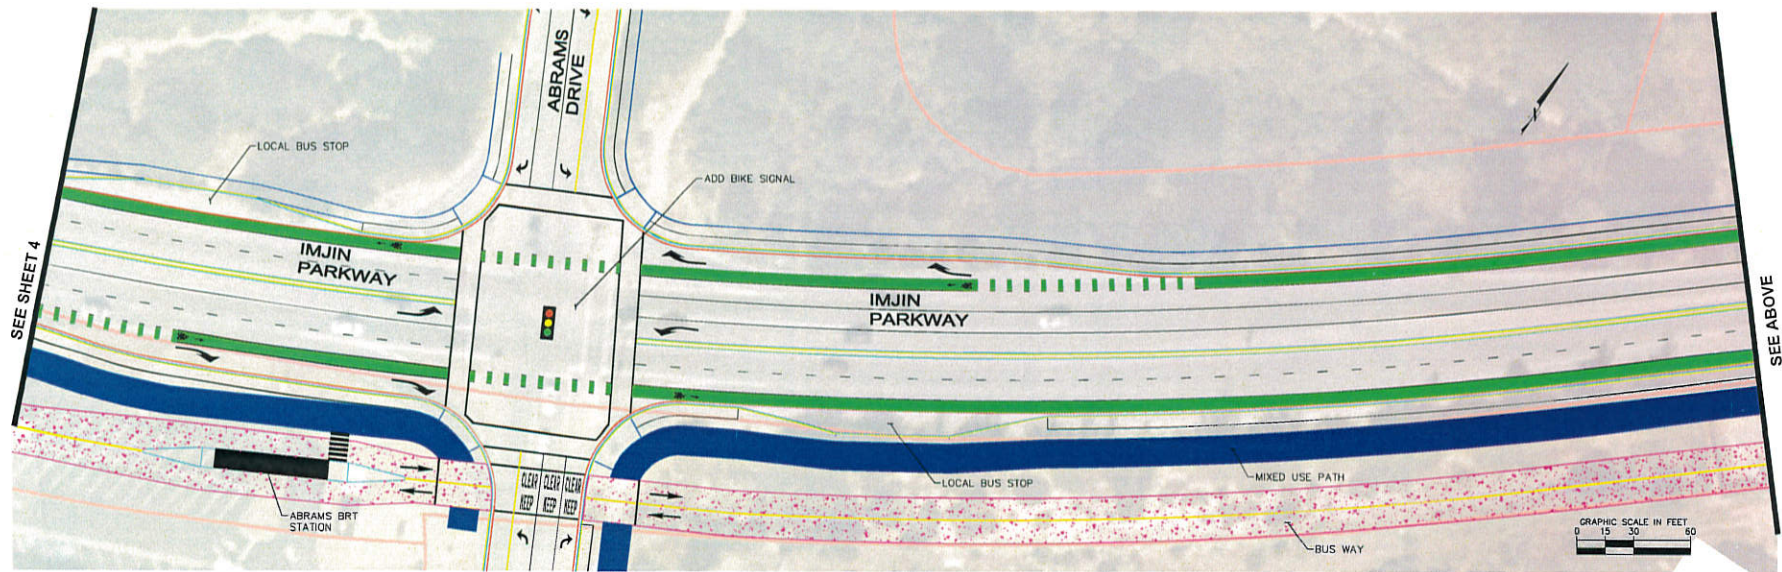 ABRAMS
DRIVE
LOCAL BUS STOP
ADD BIKE SIGNAL
IMJIN
PARKWAY
SEE SHEET 4
IMJIN
PARKWAY
SEE ABOVE
CLEAR CLEAR CLEAR
KEEP KEEP KEEP
LOCAL BUS STOP
MIXED USE PATH
ABRAMS BRT
STATION
BUS WAY
GRAPHIC SCALE IN FEET
0 15 30 60